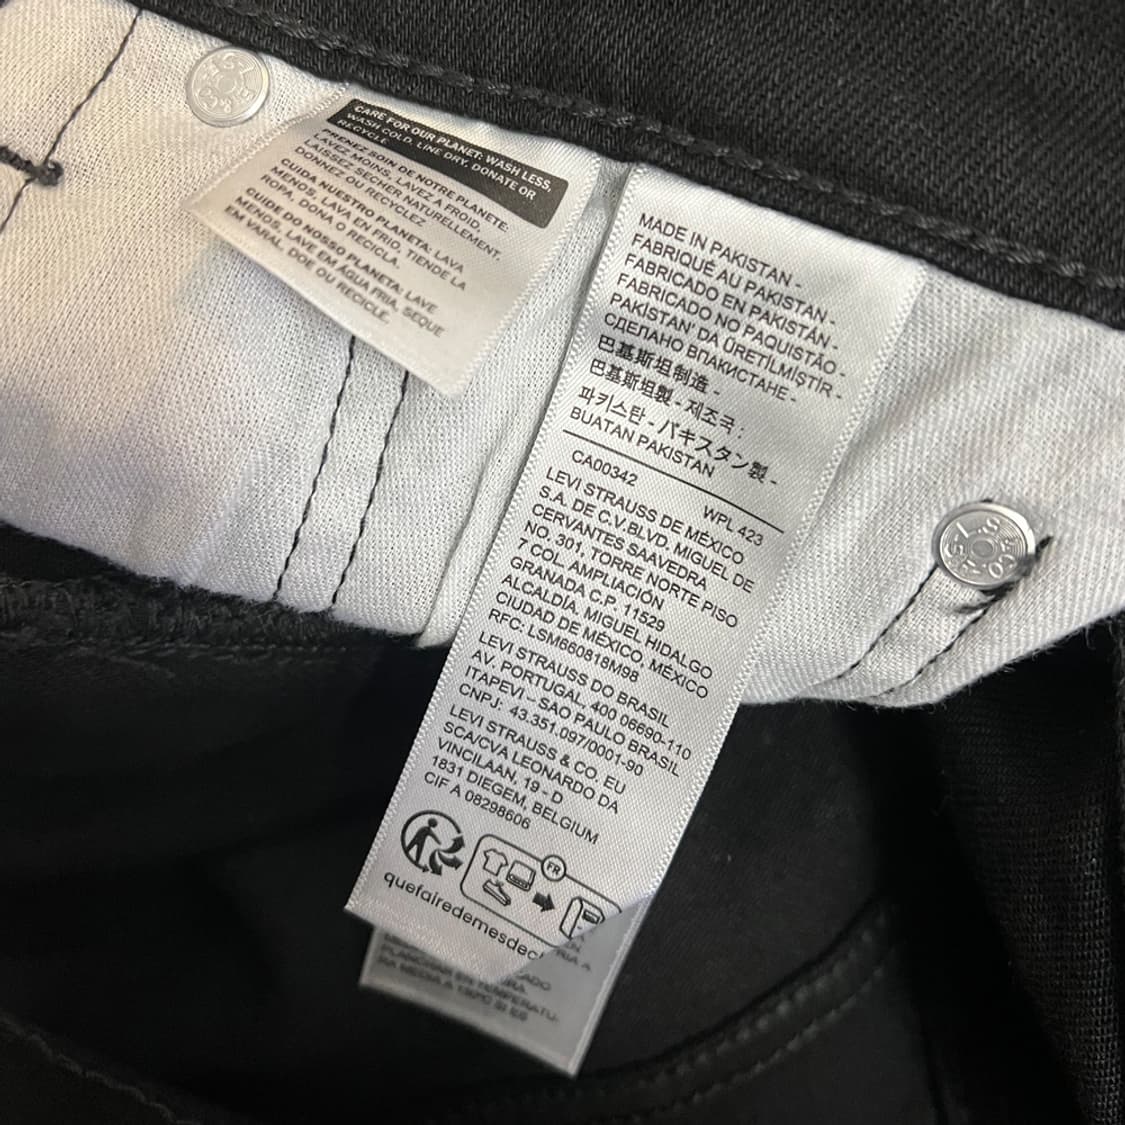 CARE FOR OUR PLANET: WASH LESS,
WASH COLD, LINE DRY, DONATE OR
RECYCLE
PRENEZ SOIN DE NOTRE PLANETE:
LAVEZ MOINS, LAVEZ A FROID,
LAISSEZ SECHER NATURELLEMENT,
DONNEZ OU RECYCLEZ
CUIDA NUESTRO PLANETA: LAVA
MENOS, LAVA EN FRIO, TIENDE LA
ROPA, DONA O RECICLA.
GUIDE DO NOSSO PLANETA: LAVE
MENOS, LAVE EM ÁGUA FRIA, SEQUE
EM VARAL, DOE OU RECICLE.
MADE IN PAKISTAN -
FABRIQUÉ AU PAKISTAN -
FABRICADO EN PAKISTÁN -
FABRICADO NO PAQUISTÃO -
PAKİSTAN' DA ÜRETİLMİŞTİR -
СДЕЛАНО ВПАКИСТАНЕ -
巴基斯坦制造 -
巴基斯坦製 - 제조국 :
파키스탄 - パキスタン製 -
BUATAN PAKISTAN
CA00342 WPL 423
LEVI STRAUSS DE MÉXICO
S.A. DE C.V.BLVD. MIGUEL DE
CERVANTES SAAVEDRA
NO. 301, TORRE NORTE PISO
7 COL. AMPLIACIÓN
GRANADA C.P. 11529
ALCALDÍA. MIGUEL HIDALGO
CIUDAD DE MÉXICO, MÉXICO
RFC: LSM660818M98
LEVI STRAUSS DO BRASIL
AV. PORTUGAL, 400 06690-110
ITAPEVI - SAO PAULO BRASIL
CNPJ: 43.351.097/0001-90
LEVI STRAUSS & CO. EU
SCA/CVA LEONARDO DA
VINCILAAN, 19 - D
1831 DIEGEM, BELGIUM
CIF A 08298606
FR
quefairedemesdec